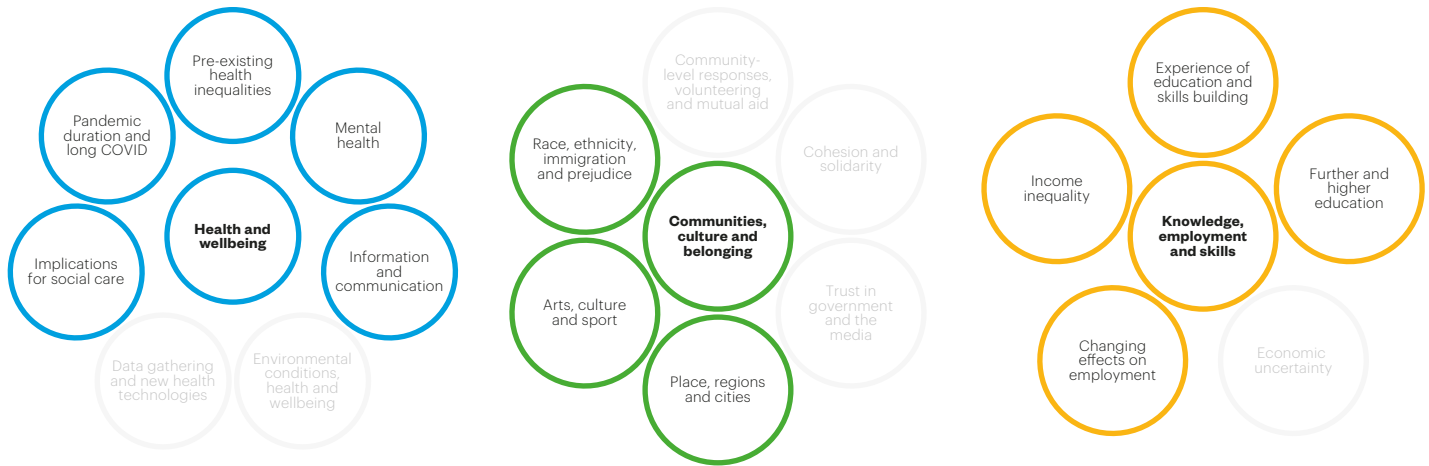 Pre-existing
health
inequalities
Pandemic
duration and
long COVID
Mental
health
Health and
wellbeing
Implications
for social care
Information
and
communication
Data gathering
and new health
technologies
Environmental
conditions,
health and
wellbeing
Community-
level responses,
volunteering
and mutual aid
Race, ethnicity,
immigration
and prejudice
Cohesion and
solidarity
Communities,
culture and
belonging
Arts, culture
and sport
Trust in
government
and the
media
Place, regions
and cities
Experience of
education and
skills building
Income
inequality
Further and
higher
education
Knowledge,
employment
and skills
Changing
effects on
employment
Economic
uncertainty